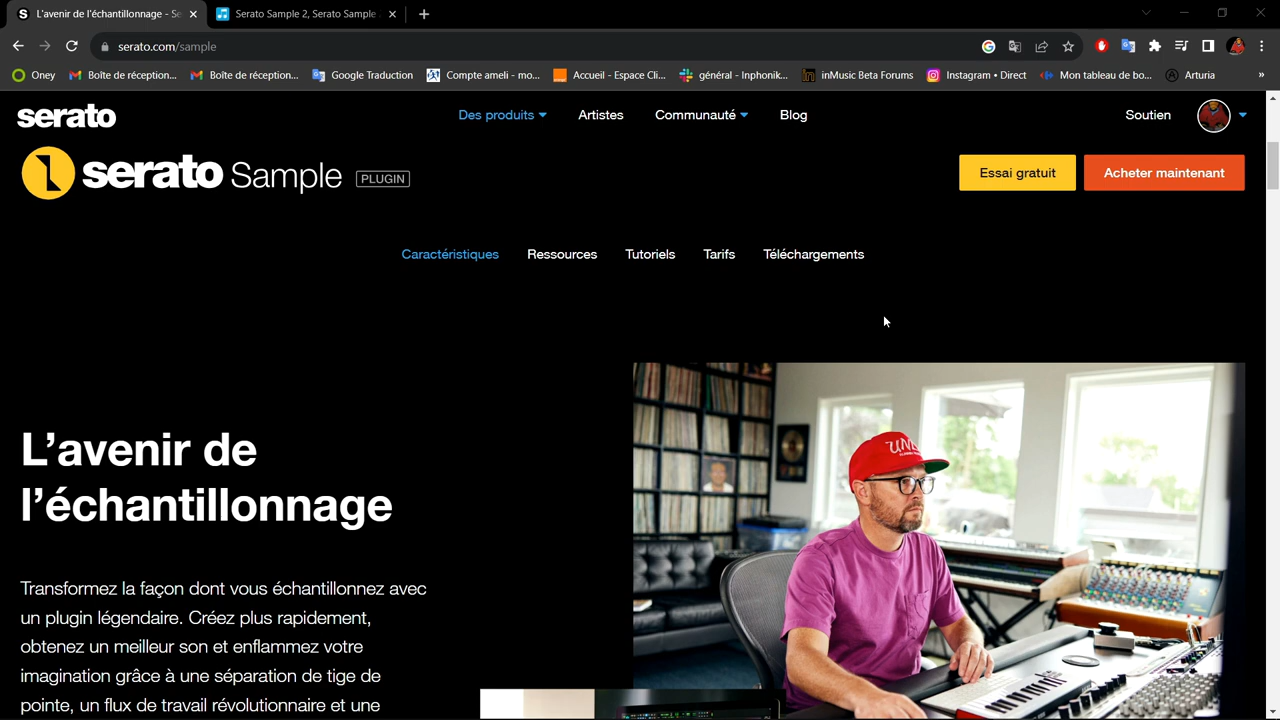 L'avenir de l'échantillonnage - Se
Serato Sample 2, Serato Sample
serato.com/sample
Oney
Boîte de réception...
Boîte de réception...
Google Traduction
Compte ameli - mo...
Accueil - Espace Cli...
général - Inphonik...
inMusic Beta Forums
Instagram • Direct
Mon tableau de bo...
Arturia
»
serato
Des produits
Artistes
Communauté
Blog
Soutien
serato Sample PLUGIN
Essai gratuit
Acheter maintenant
Caractéristiques
Ressources
Tutoriels
Tarifs
Téléchargements
L'avenir de
l'échantillonnage
Transformez la façon dont vous échantillonnez avec
un plugin légendaire. Créez plus rapidement,
obtenez un meilleur son et enflammez votre
imagination grâce à une séparation de tige de
pointe, un flux de travail révolutionnaire et une